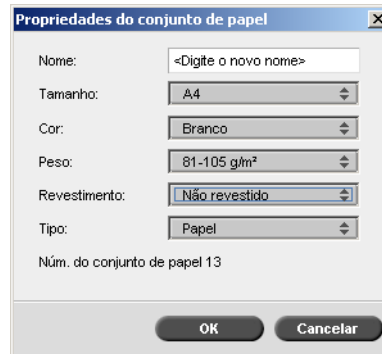 Propriedades do conjunto de papel
Nome: <Digite o novo nome>
Tamanho: A4
Cor: Branco
Peso: 81-105 g/m²
Revestimento: Não revestido
Tipo: Papel
Núm. do conjunto de papel 13
OK Cancelar